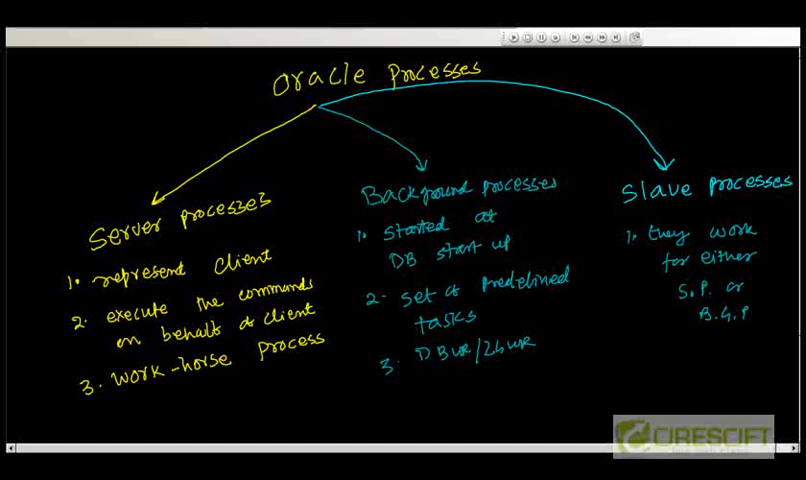 Oracle Processes
Server processes
1. represent client
2. execute the commands
on behalf of client
3. work-horse process
Background processes
1. started at
DB start up
2. set of predefined
tasks
3. DBWR/LGWR
Slave processes
1. they work
for either
S.P. or
B.G.P
CIRESCIFT